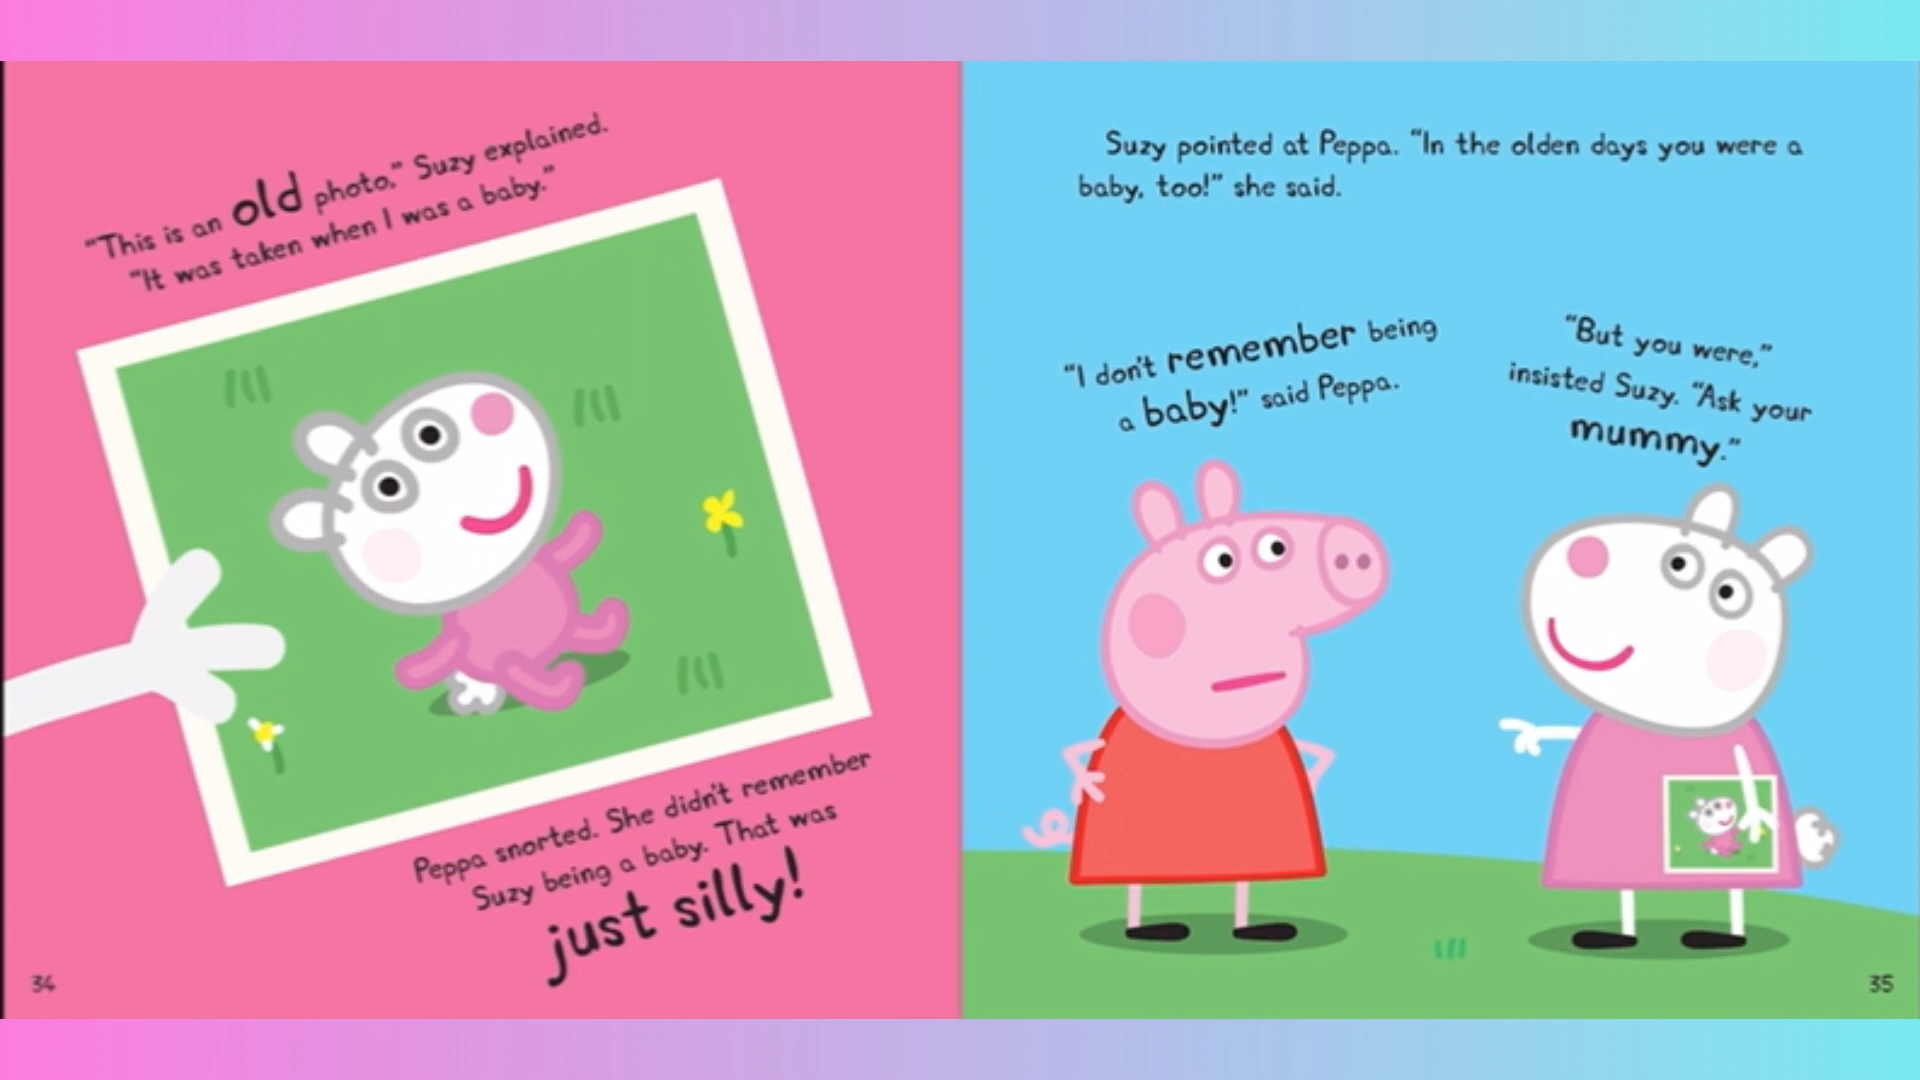 “This is an old photo,” Suzy explained.
“It was taken when I was a baby.”
Peppa snorted. She didn’t remember
Suzy being a baby. That was
just silly!
34
Suzy pointed at Peppa. “In the olden days you were a
baby, too!” she said.
“I don’t remember being
a baby!” said Peppa.
“But you were,”
insisted Suzy. “Ask your
mummy.”
35